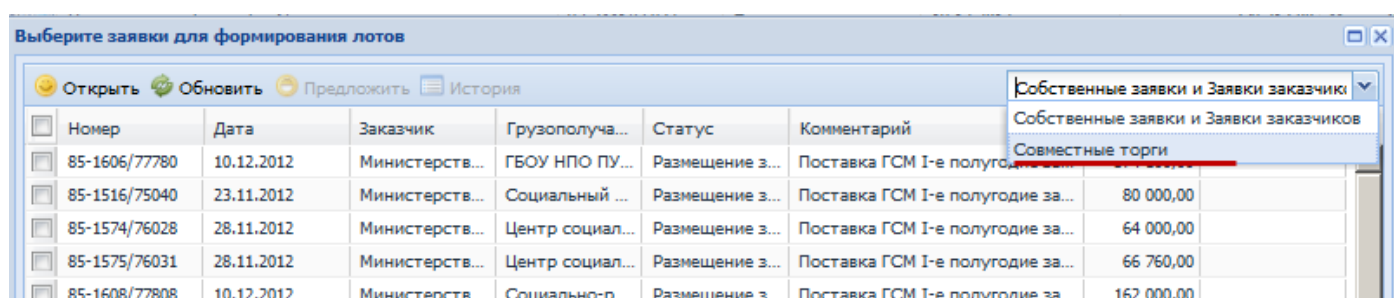 Выберите заявки для формирования лотов
Открыть Обновить Предложить История Собственные заявки и Заявки заказчик
Собственные заявки и Заявки заказчиков
Совместные торги
Номер Дата Заказчик Грузополуча... Статус Комментарий
85-1606/77780 10.12.2012 Министерств... ГБОУ НПО ПУ... Размещение з... Поставка ГСМ I-е полугодие
85-1516/75040 23.11.2012 Министерств... Социальный ... Размещение з... Поставка ГСМ I-е полугодие за... 80 000,00
85-1574/76028 28.11.2012 Министерств... Центр социал... Размещение з... Поставка ГСМ I-е полугодие за... 64 000,00
85-1575/76031 28.11.2012 Министерств... Центр социал... Размещение з... Поставка ГСМ I-е полугодие за... 66 760,00
85-1608/77808 10.12.2012 Министерств... Социально-р... Размещение з... Поставка ГСМ I-е полугодие за... 162 000,00